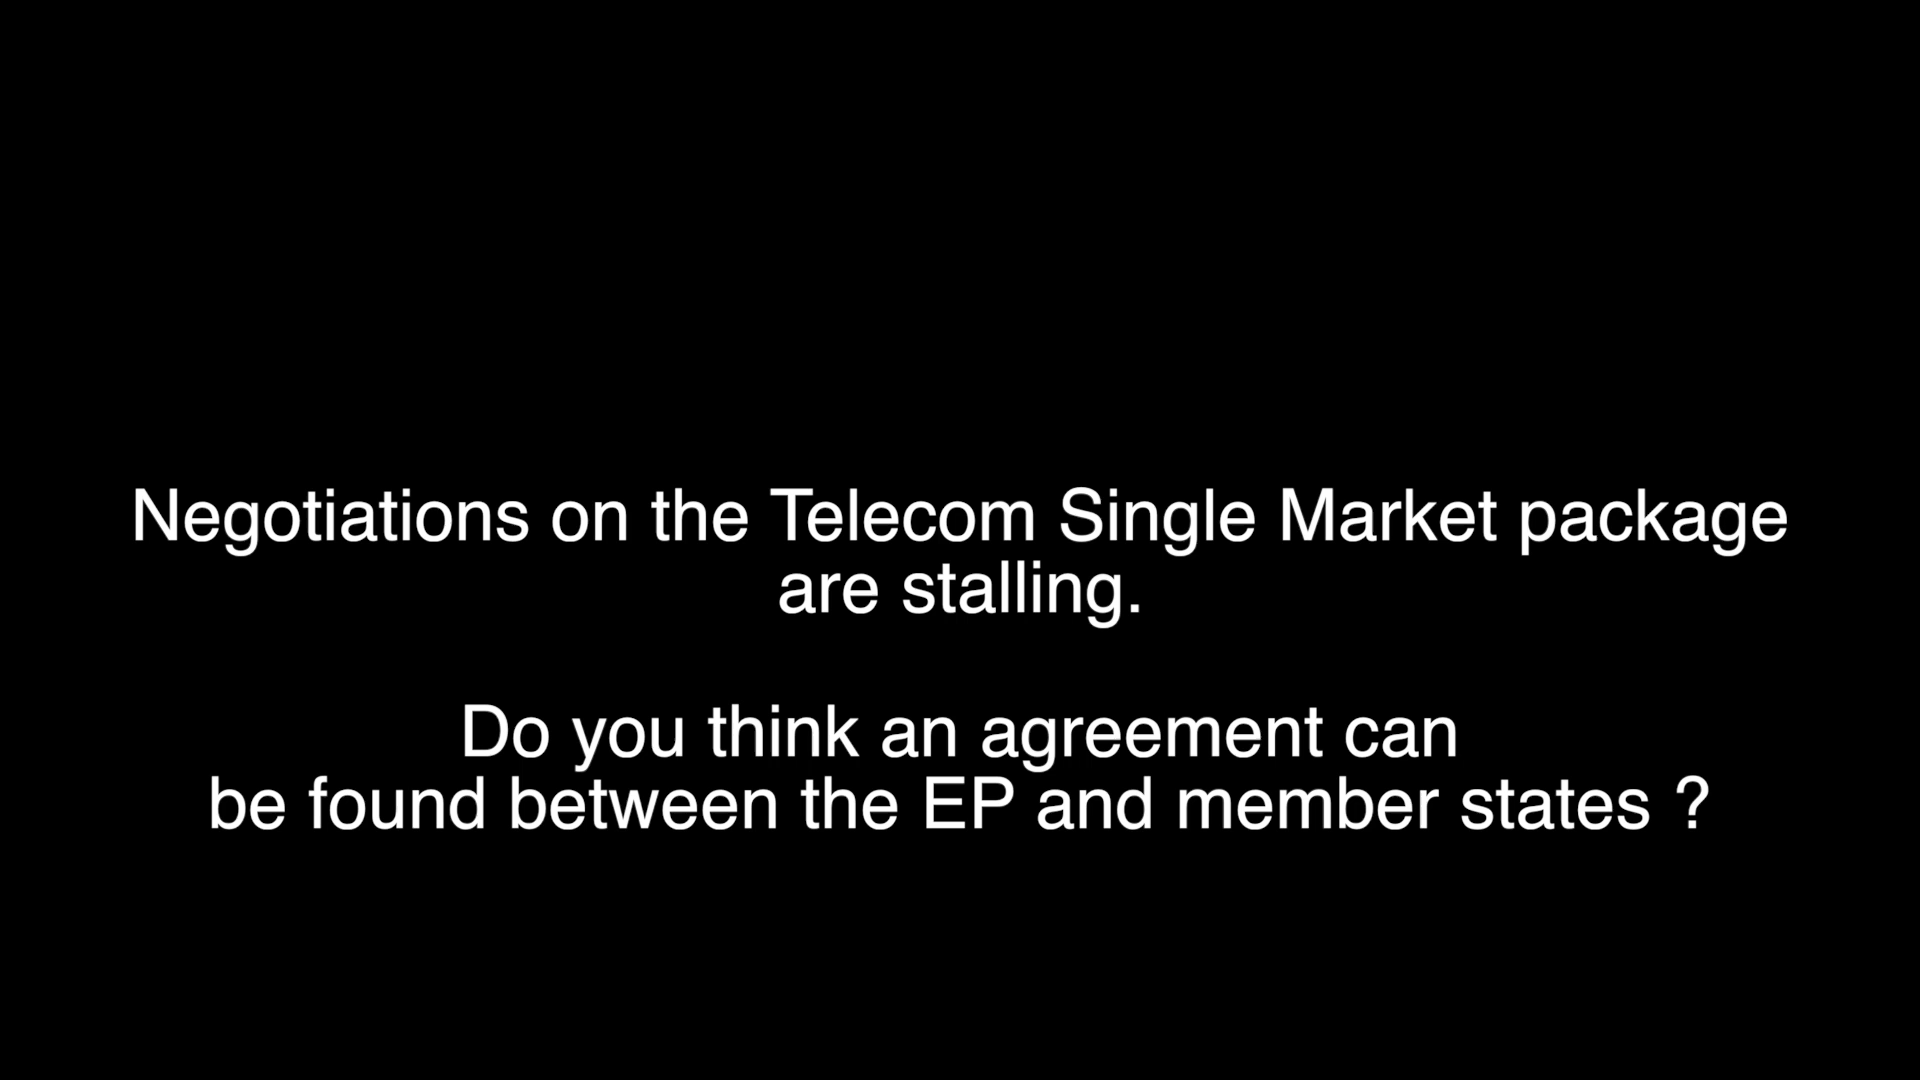 Negotiations on the Telecom Single Market package
are stalling.
Do you think an agreement can
be found between the EP and member states ?